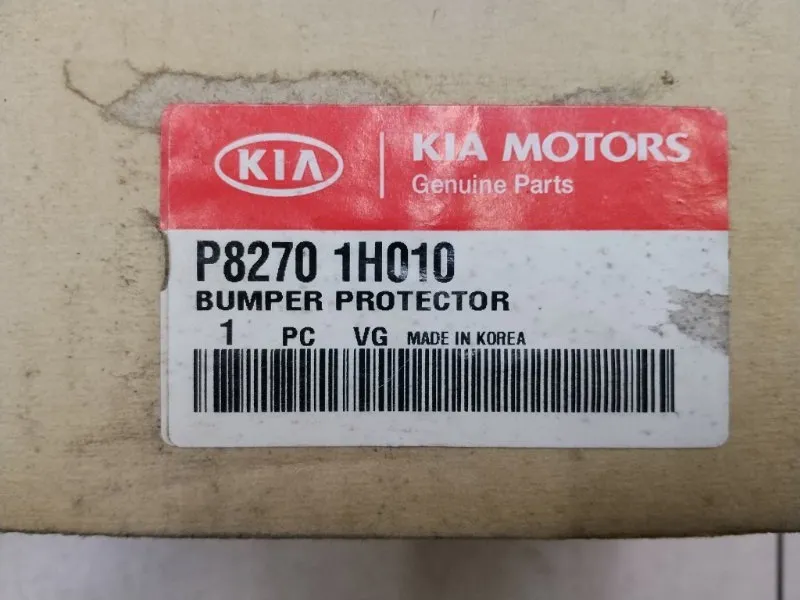 KIA
KIA MOTORS
Genuine Parts
P8270 1H010
BUMPER PROTECTOR
1 PC VG MADE IN KOREA